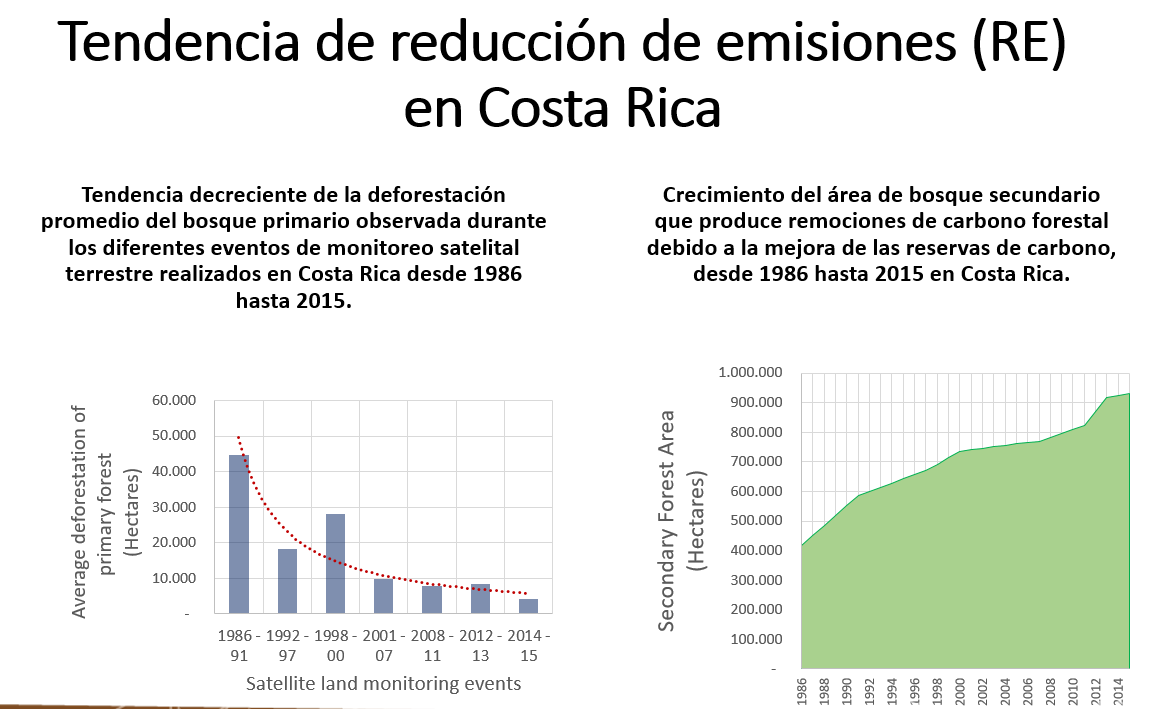 Tendencia de reducción de emisiones (RE)
en Costa Rica
Tendencia decreciente de la deforestación
promedio del bosque primario observada durante
los diferentes eventos de monitoreo satelital
terrestre realizados en Costa Rica desde 1986
hasta 2015.
Average deforestation of
primary forest
(Hectares)
60.000
50.000
40.000
30.000
20.000
10.000
-
1986 - 1992 - 1998 - 2001 - 2008 - 2012 - 2014 -
91 97 00 07 11 13 15
Satellite land monitoring events
Crecimiento del área de bosque secundario
que produce remociones de carbono forestal
debido a la mejora de las reservas de carbono,
desde 1986 hasta 2015 en Costa Rica.
Secondary Forest Area
(Hectares)
1.000.000
900.000
800.000
700.000
600.000
500.000
400.000
300.000
200.000
100.000
-
1986 1988 1990 1992 1994 1996 1998 2000 2002 2004 2006 2008 2010 2012 2014